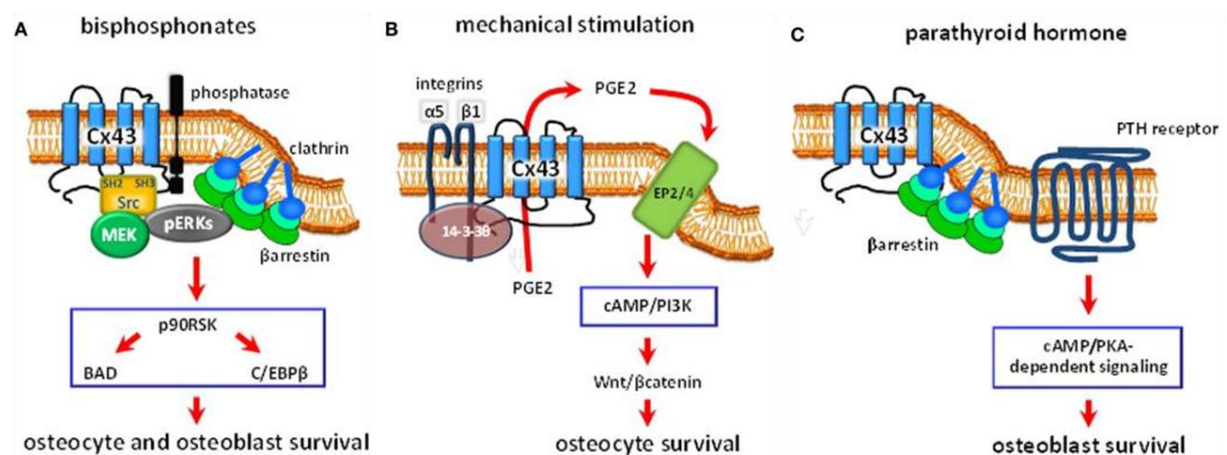 A
bisphosphonates
phosphatase
Cx43
clathrin
SH2 SH3
Src
MEK
pERKs
βarrestin
p90RSK
BAD
C/EBPβ
osteocyte and osteoblast survival
B
mechanical stimulation
integrins
α5 β1
PGE2
Cx43
EP2/4
14-3-3θ
PGE2
cAMP/PI3K
Wnt/βcatenin
osteocyte survival
C
parathyroid hormone
Cx43
PTH receptor
βarrestin
cAMP/PKA-
dependent signaling
osteoblast survival